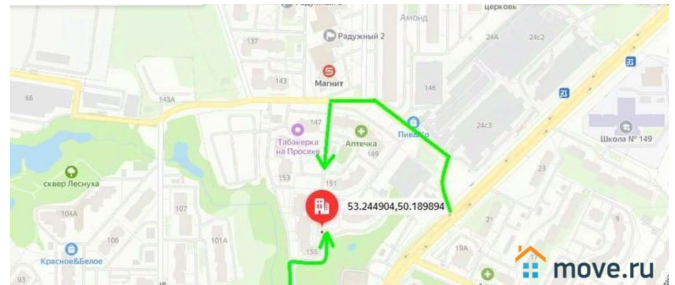 церковь
Амонд
Радужный 2
137
24А
24с2
Магнит
143
146
66
143А
147
Табакерка
на Просеке
Аптечка
149
Пив&Ко
24с3
Школа № 149
153
151
23
сквер Леснуха
53.244904,50.189894
104А
107
21
106
101А
155
19А
Красное&Белое
93
move.ru